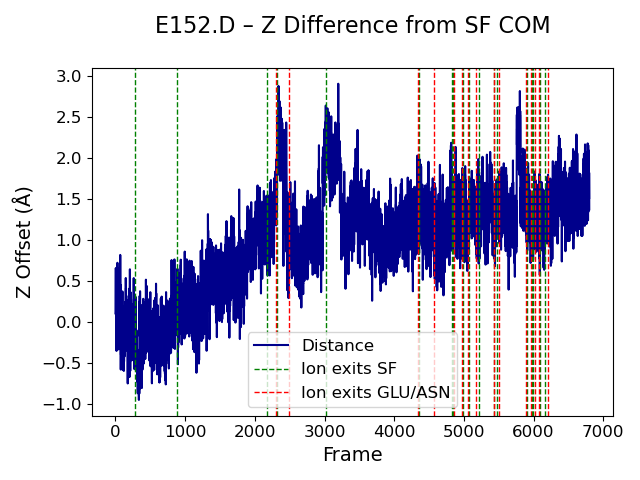 E152.D – Z Difference from SF COM
Z Offset (Å)
3.0
2.5
2.0
1.5
1.0
0.5
0.0
−0.5
−1.0
Distance
Ion exits SF
Ion exits GLU/ASN
0 1000 2000 3000 4000 5000 6000 7000
Frame